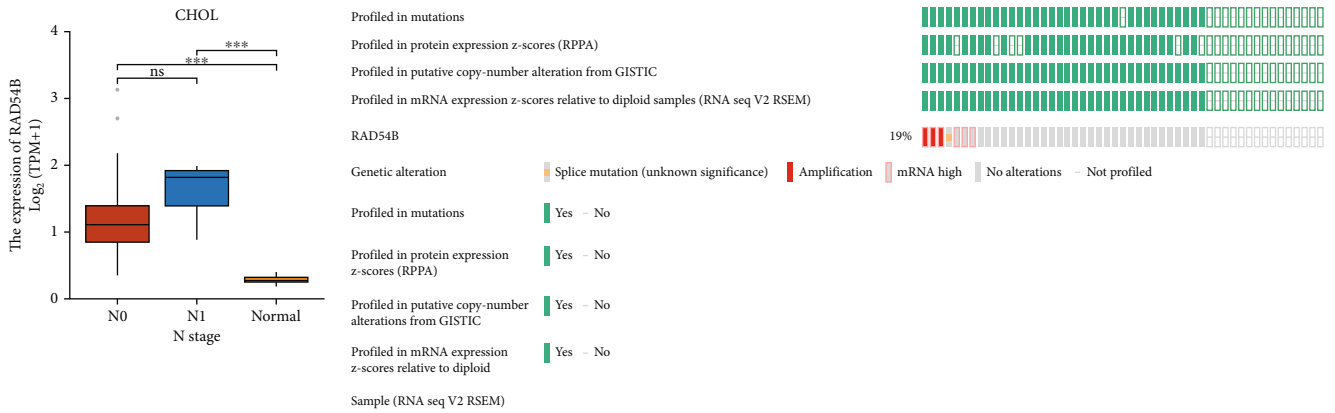 CHOL
The expression of RAD54B
Log₂ (TPM+1)
4
3
2
1
0
***
***
ns
N0 N1 Normal
N stage
Profiled in mutations
Profiled in protein expression z-scores (RPPA)
Profiled in putative copy-number alteration from GISTIC
Profiled in mRNA expression z-scores relative to diploid samples (RNA seq V2 RSEM)
RAD54B 19%
Genetic alteration Splice mutation (unknown significance) Amplification mRNA high No alterations – Not profiled
Profiled in mutations Yes – No
Profiled in protein expression Yes – No
z-scores (RPPA)
Profiled in putative copy-number Yes – No
alterations from GISTIC
Profiled in mRNA expression Yes – No
z-scores relative to diploid
Sample (RNA seq V2 RSEM)